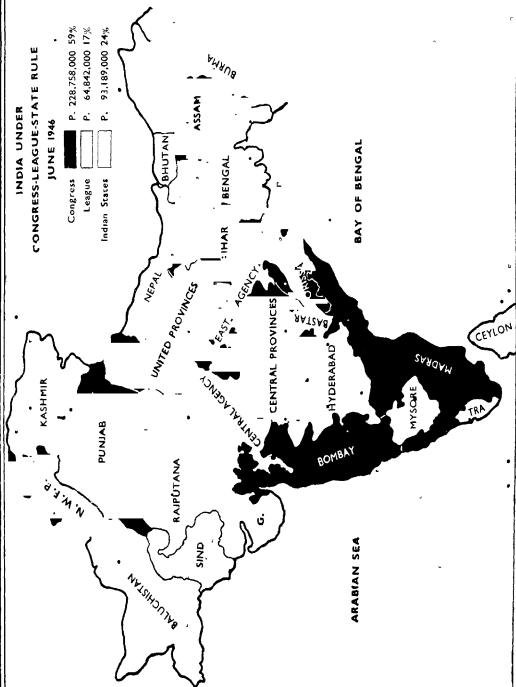 INDIA UNDER
CONGRESS-LEAGUE-STATE RULE
JUNE 1946
Congress P. 228,758,000 59%
League P. 64,842,000 17%
Indian States P. 93,189,000 24%
KASHMIR
N. W. F. P.
PUNJAB
BALUCHISTAN
SIND
RAJPUTANA
G.
NEPAL
BHUTAN
ASSAM
BURMA
UNITED PROVINCES
IHAR
BENGAL
CENTRAL AGENCY
EAST. AGENCY
CENTRAL PROVINCES
BASTAR
BOMBAY
HYDERABAD
MADRAS
MYSORE
TRA
CEYLON
ARABIAN SEA
BAY OF BENGAL